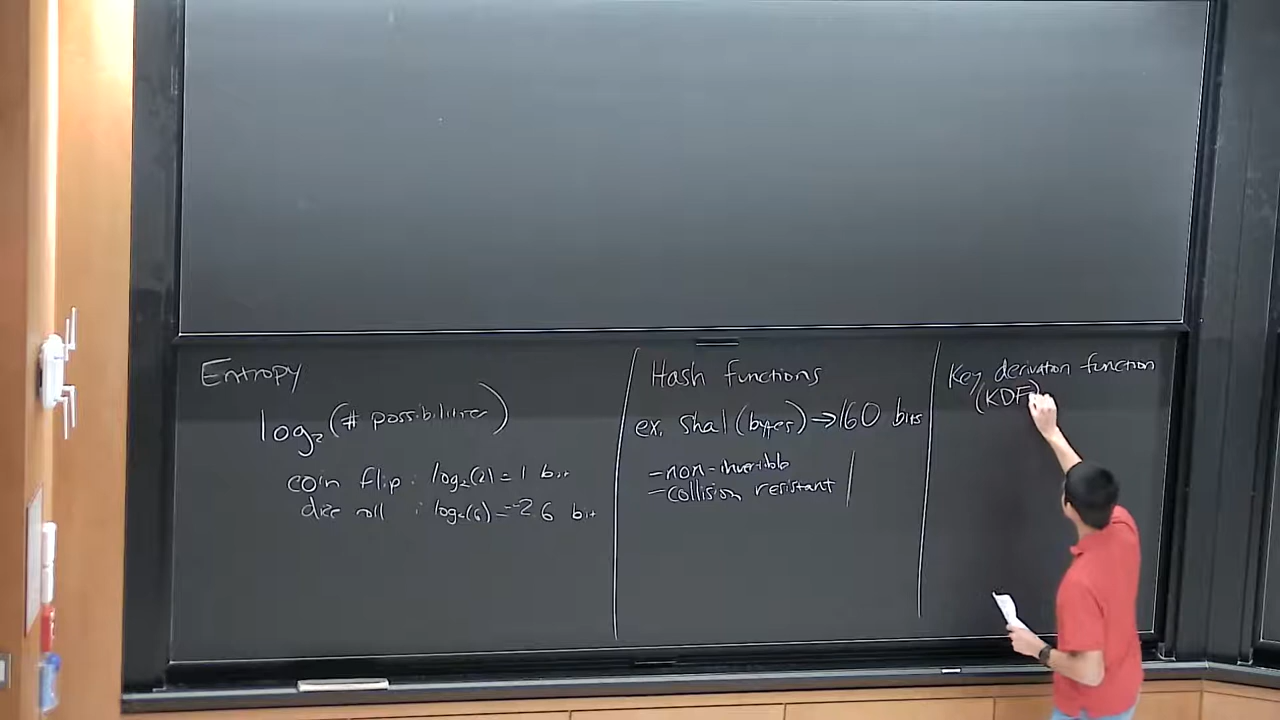 Entropy
log₂(# possibilities)
coin flip : log₂(2) = 1 bit
dice roll : log₂(6) = ~2.6 bit
Hash functions
ex. sha1(bytes) → 160 bits
- non-invertible
- collision resistant
Key derivation function
(KDF)